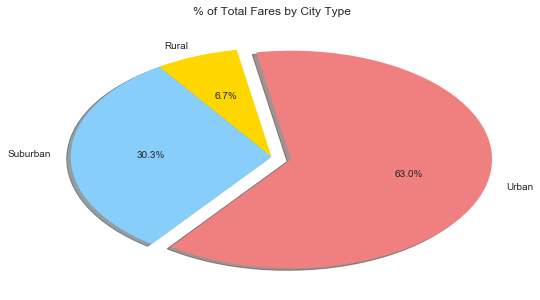 % of Total Fares by City Type
Rural
6.7%
Suburban
30.3%
63.0%
Urban